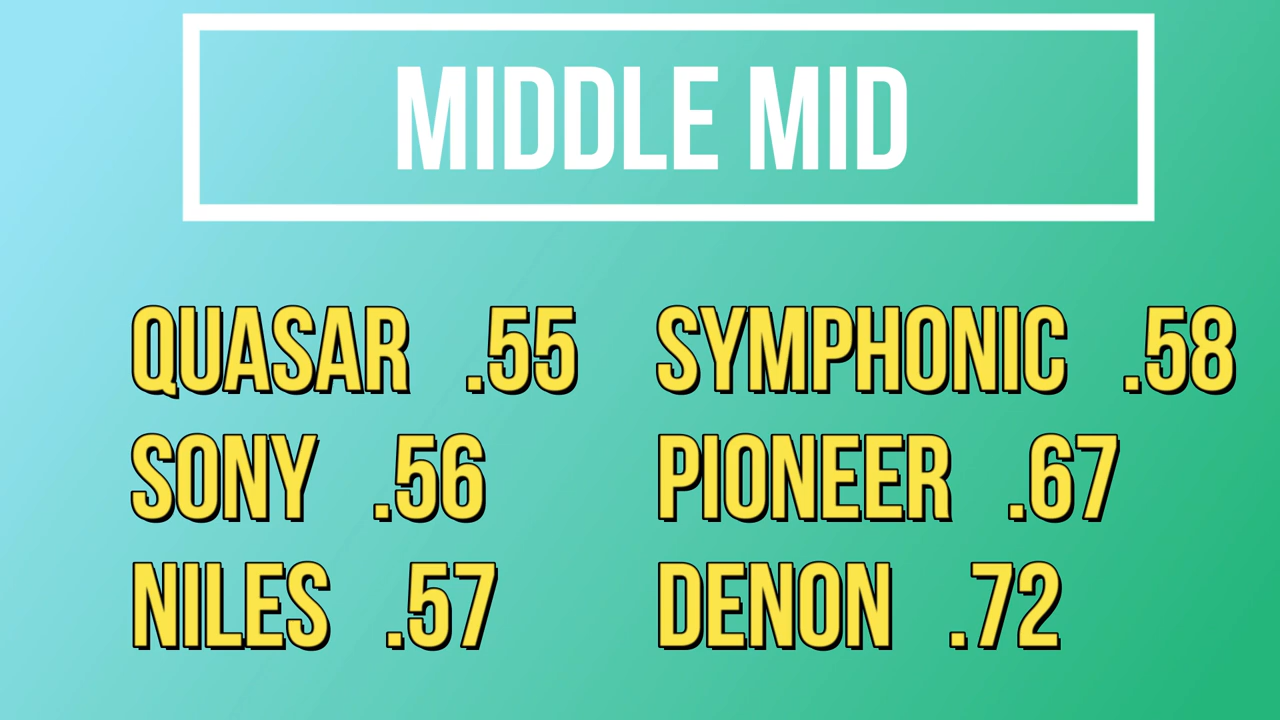 MIDDLE MID
QUASAR .55
SONY .56
NILES .57
SYMPHONIC .58
PIONEER .67
DENON .72